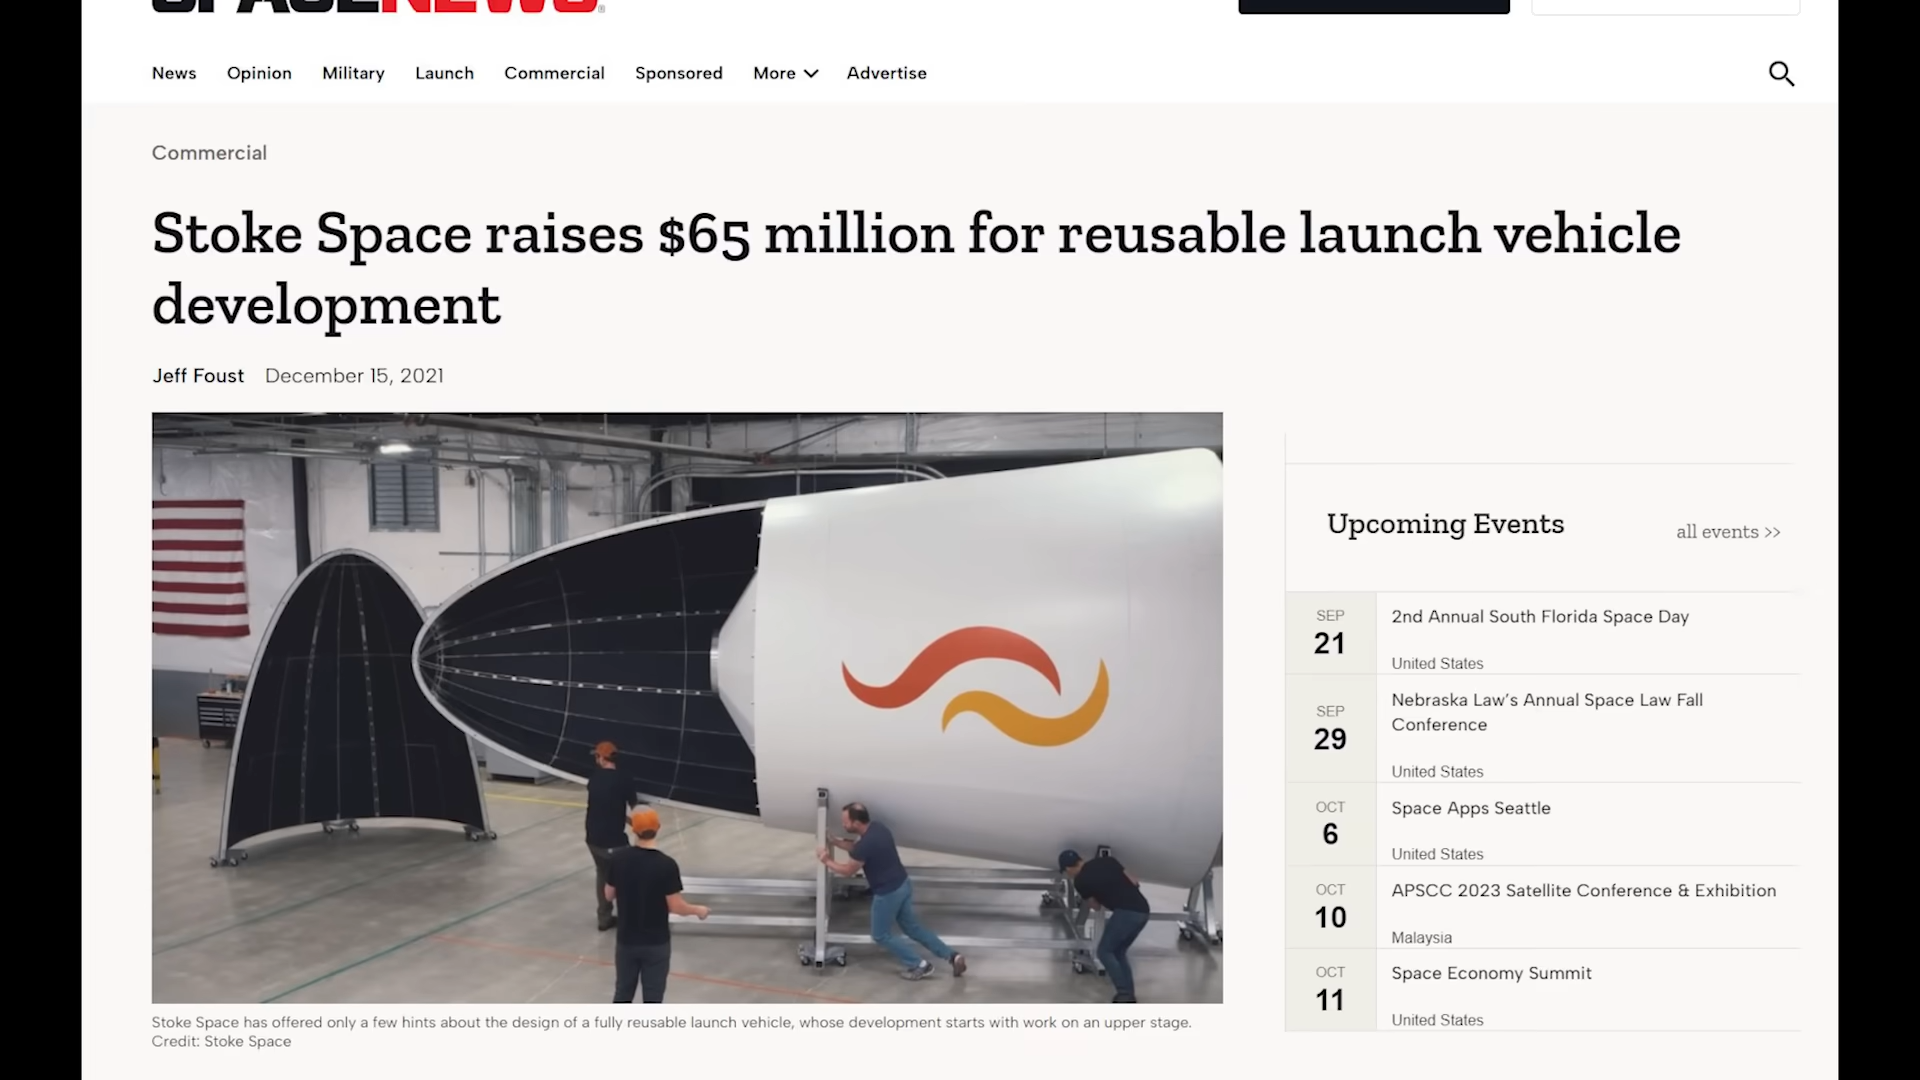 SPACENEWS
News Opinion Military Launch Commercial Sponsored More Advertise
Commercial
Stoke Space raises $65 million for reusable launch vehicle
development
Jeff Foust December 15, 2021
Stoke Space has offered only a few hints about the design of a fully reusable launch vehicle, whose development starts with work on an upper stage.
Credit: Stoke Space
Upcoming Events all events >>
SEP
21
2nd Annual South Florida Space Day
United States
SEP
29
Nebraska Law's Annual Space Law Fall
Conference
United States
OCT
6
Space Apps Seattle
United States
OCT
10
APSCC 2023 Satellite Conference & Exhibition
Malaysia
OCT
11
Space Economy Summit
United States